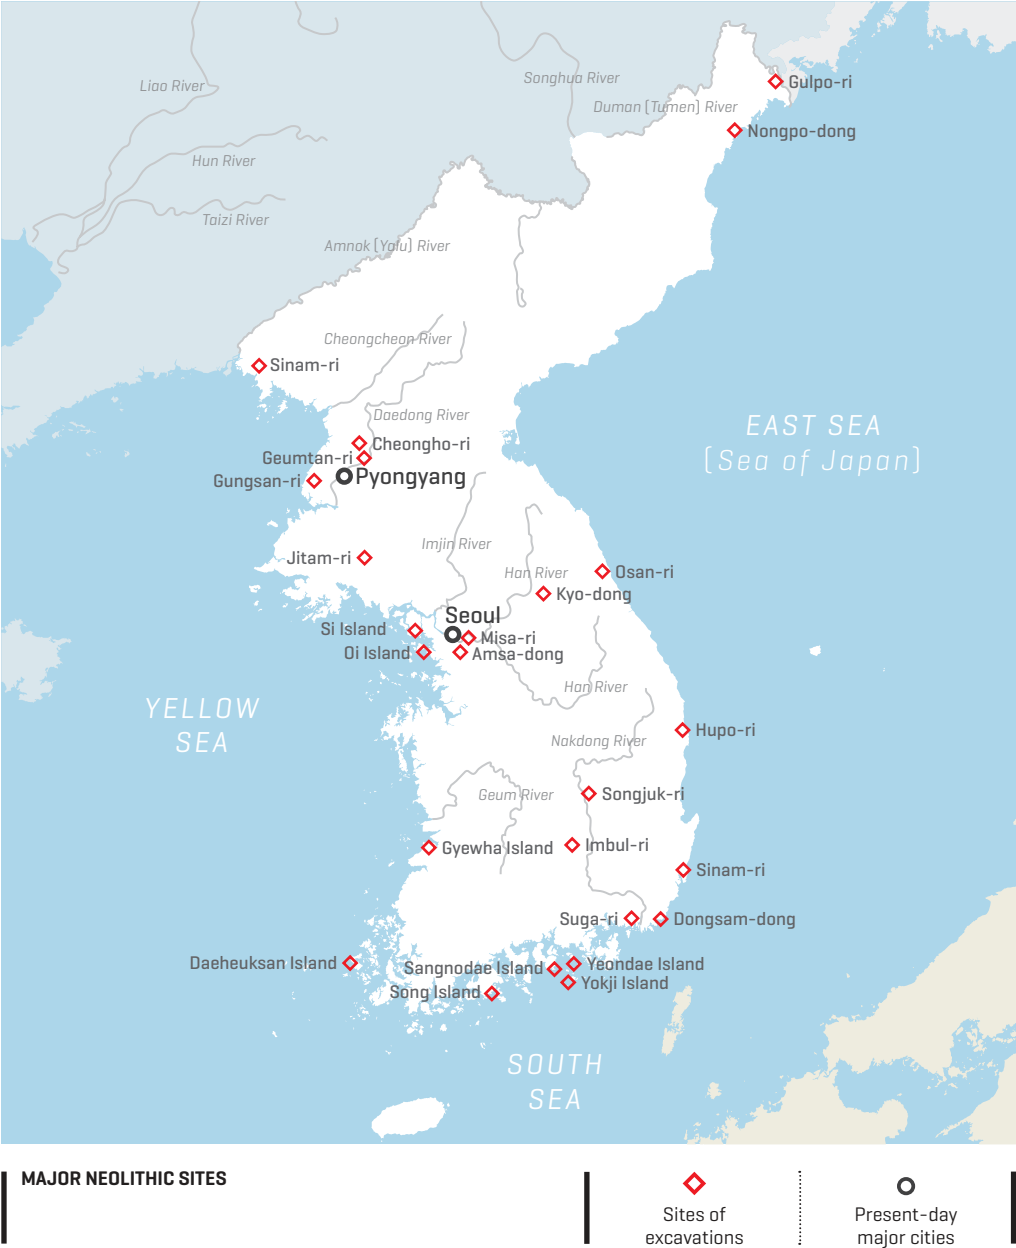 Liao River
Songhua River
Gulpo-ri
Duman (Tumen) River
Nongpo-dong
Hun River
Taizi River
Amnok (Yalu) River
Cheongcheon River
Sinam-ri
Daedong River
Cheongho-ri
Geumtan-ri
Pyongyang
Gungsan-ri
EAST SEA
(Sea of Japan)
Imjin River
Jitam-ri
Han River
Osan-ri
Kyo-dong
Seoul
Si Island
Misa-ri
Oi Island
Amsa-dong
Han River
YELLOW
SEA
Hupo-ri
Nakdong River
Geum River
Songjuk-ri
Gyewha Island
Imbul-ri
Sinam-ri
Suga-ri
Dongsam-dong
Daeheuksan Island
Sangnodae Island
Yeondae Island
Yokji Island
Song Island
SOUTH
SEA
MAJOR NEOLITHIC SITES
Sites of
excavations
Present-day
major cities